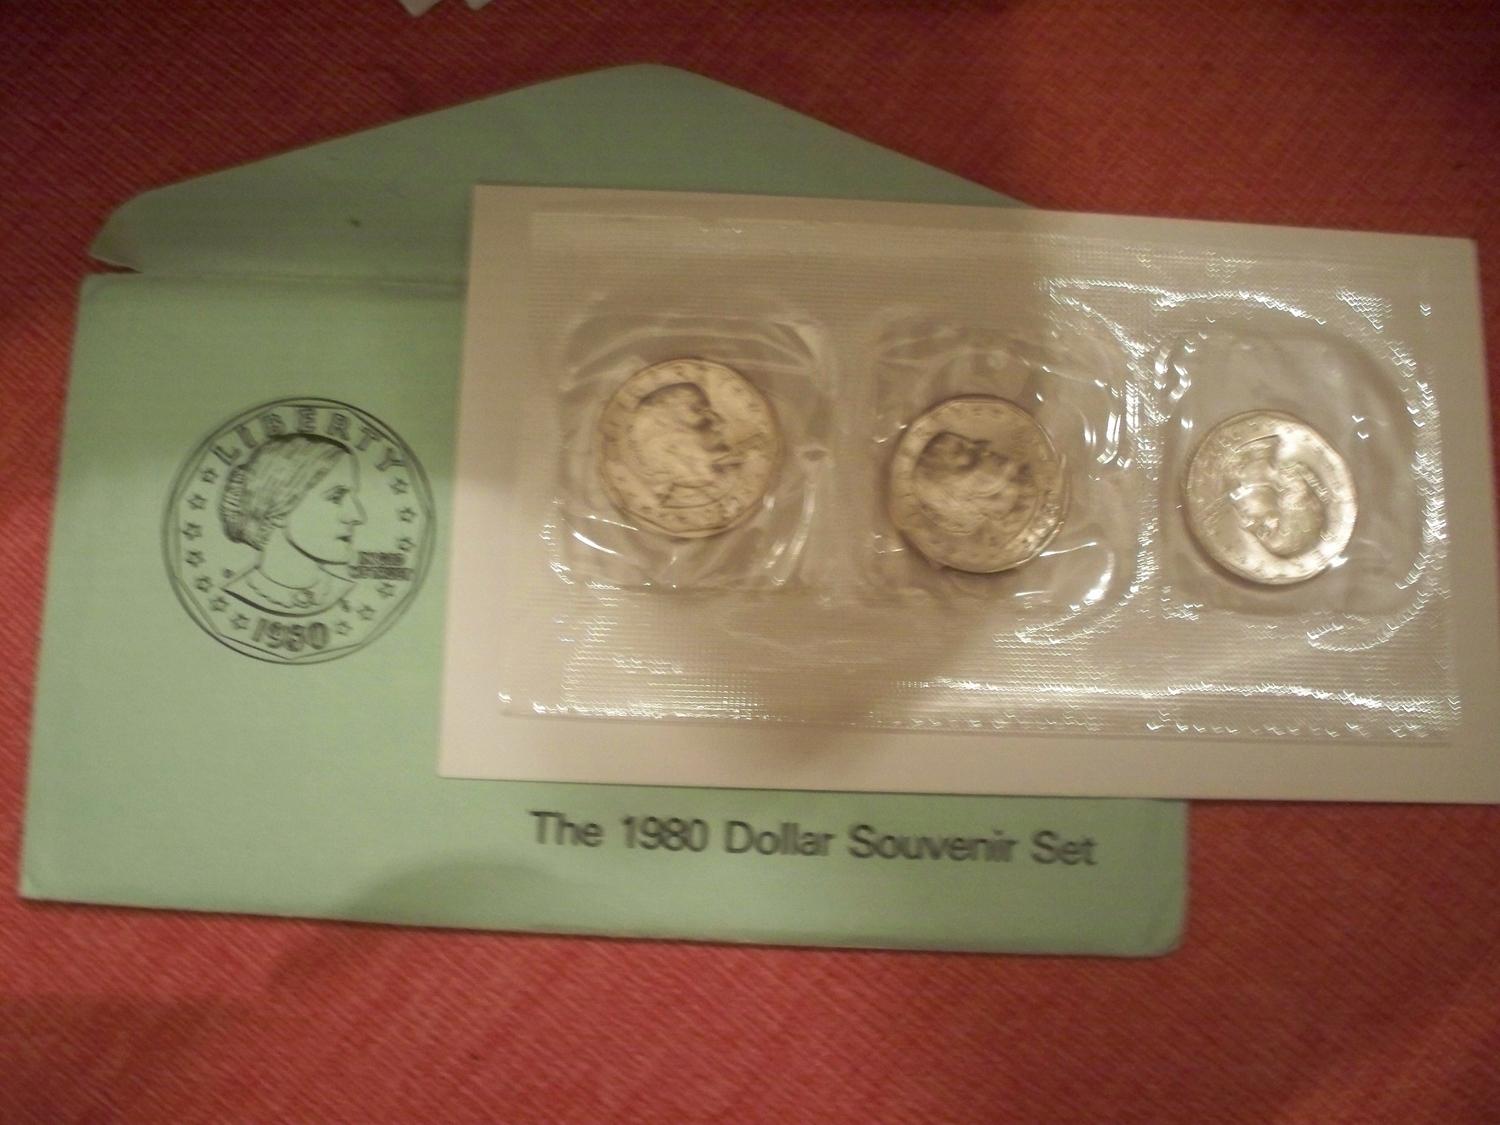 LIBERTY
1980
The 1980 Dollar Souvenir Set